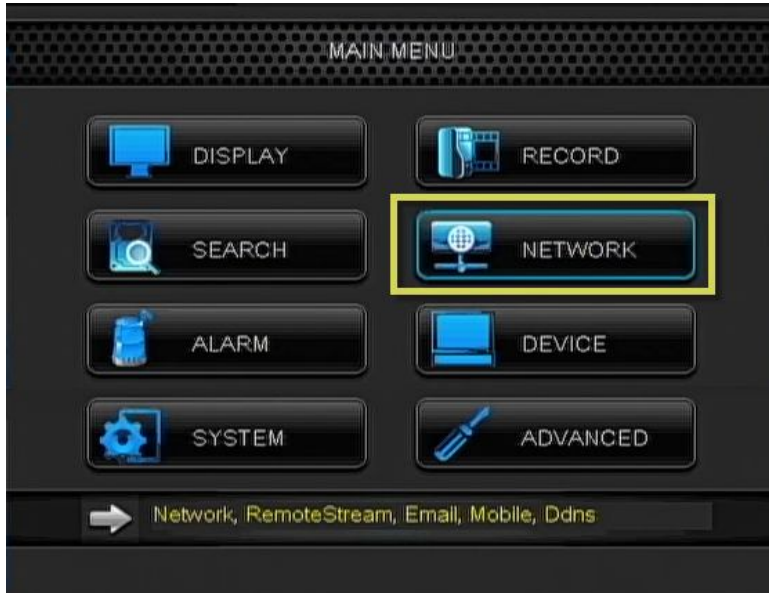 MAIN MENU
DISPLAY
RECORD
SEARCH
NETWORK
ALARM
DEVICE
SYSTEM
ADVANCED
Network, RemoteStream, Email, Mobile, Ddns